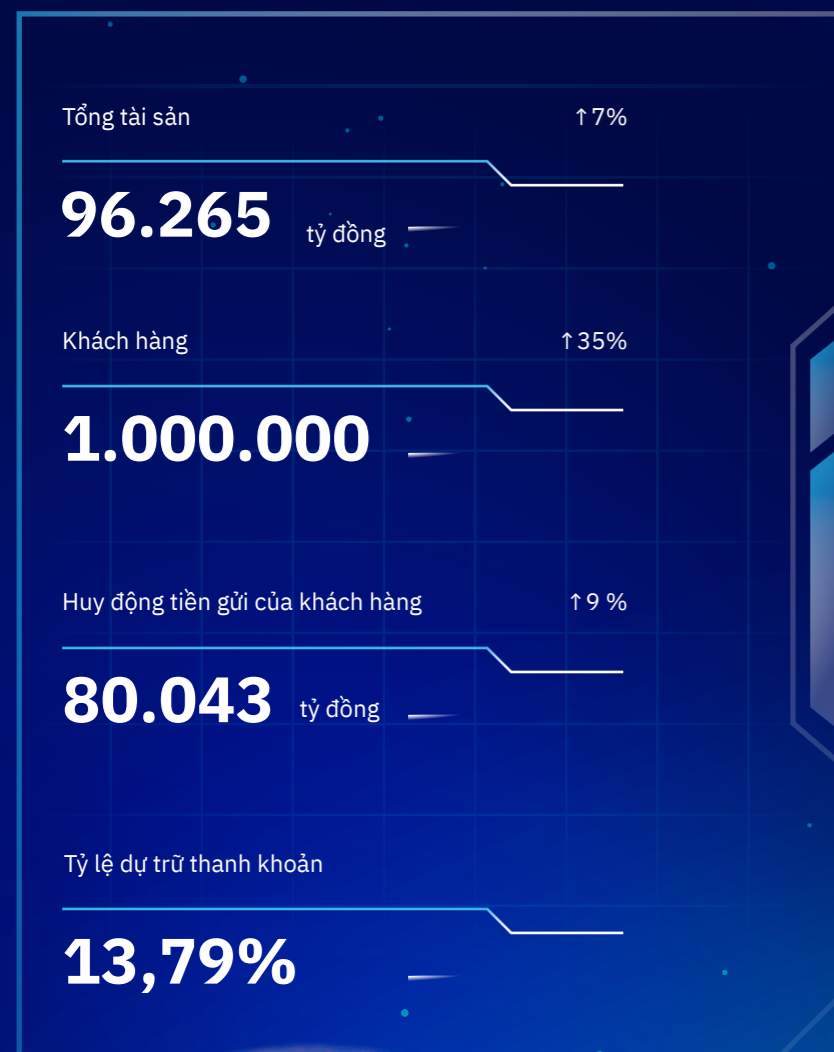 Tổng tài sản ↑7%
96.265 tỷ đồng
Khách hàng ↑35%
1.000.000
Huy động tiền gửi của khách hàng ↑9 %
80.043 tỷ đồng
Tỷ lệ dự trữ thanh khoản
13,79%